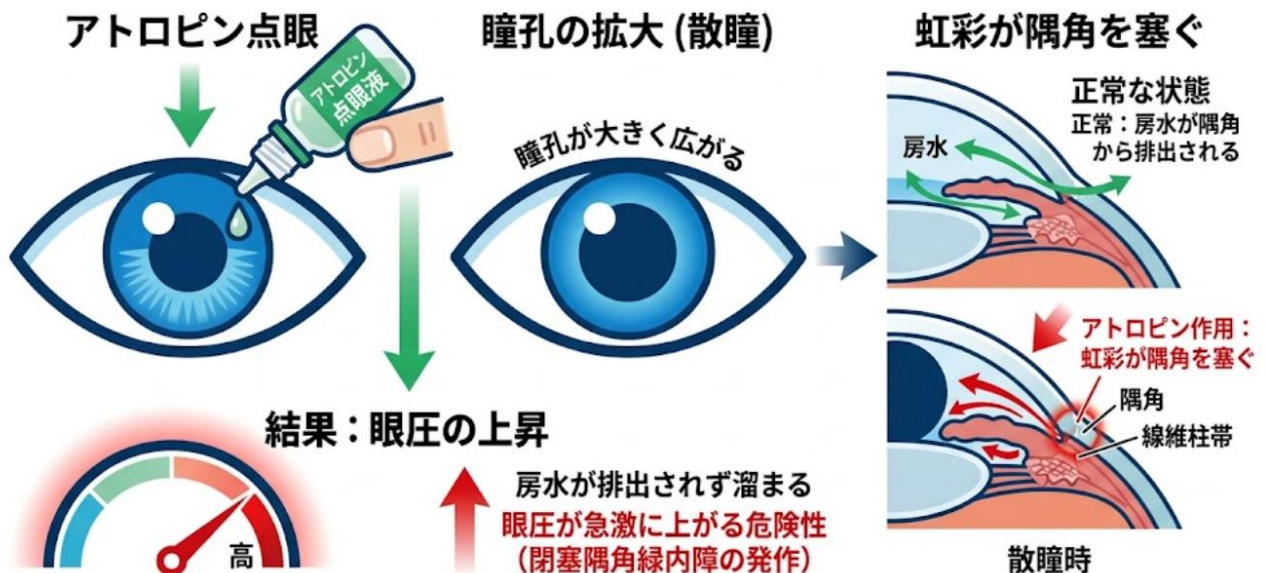 アトロピン点眼
アトロピン
点眼液
瞳孔の拡大 (散瞳)
瞳孔が大きく広がる
虹彩が隅角を塞ぐ
正常な状態
正常：房水が隅角
から排出される
房水
アトロピン作用：
虹彩が隅角を塞ぐ
隅角
線維柱帯
散瞳時
結果：眼圧の上昇
高
房水が排出されず溜まる
眼圧が急激に上がる危険性
（閉塞隅角緑内障の発作）